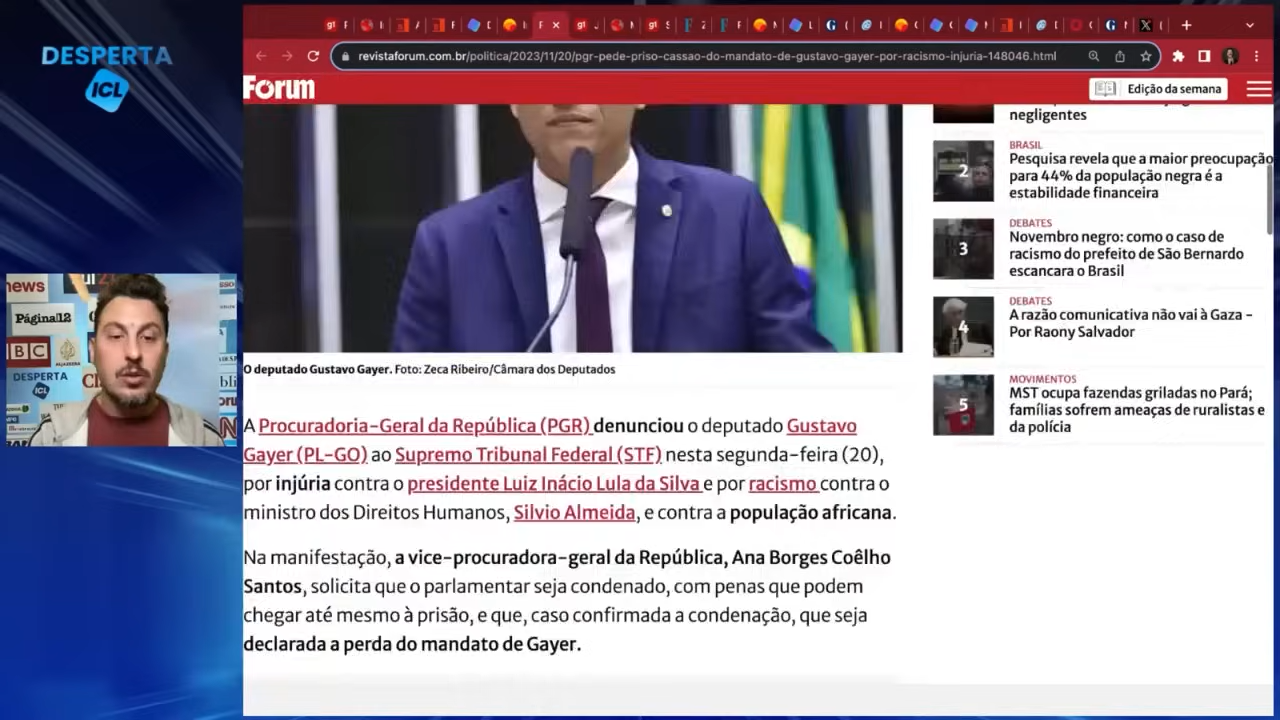 DESPERTA
ICL
revistaforum.com.br/politica/2023/11/20/pgr-pede-priso-cassao-do-mandato-de-gustavo-gayer-por-racismo-injuria-148046.html
Forum
Edição da semana
negligentes
BRASIL
2
Pesquisa revela que a maior preocupação
para 44% da população negra é a
estabilidade financeira
DEBATES
3
Novembro negro: como o caso de
racismo do prefeito de São Bernardo
escancara o Brasil
DEBATES
4
A razão comunicativa não vai à Gaza -
Por Raony Salvador
MOVIMENTOS
5
MST ocupa fazendas griladas no Pará;
famílias sofrem ameaças de ruralistas e
da polícia
O deputado Gustavo Gayer. Foto: Zeca Ribeiro/Câmara dos Deputados
A Procuradoria-Geral da República (PGR) denunciou o deputado Gustavo
Gayer (PL-GO) ao Supremo Tribunal Federal (STF) nesta segunda-feira (20),
por injúria contra o presidente Luiz Inácio Lula da Silva e por racismo contra o
ministro dos Direitos Humanos, Silvio Almeida, e contra a população africana.
Na manifestação, a vice-procuradora-geral da República, Ana Borges Coêlho
Santos, solicita que o parlamentar seja condenado, com penas que podem
chegar até mesmo à prisão, e que, caso confirmada a condenação, que seja
declarada a perda do mandato de Gayer.
news
Página12
BBC
DESPERTA
ICL